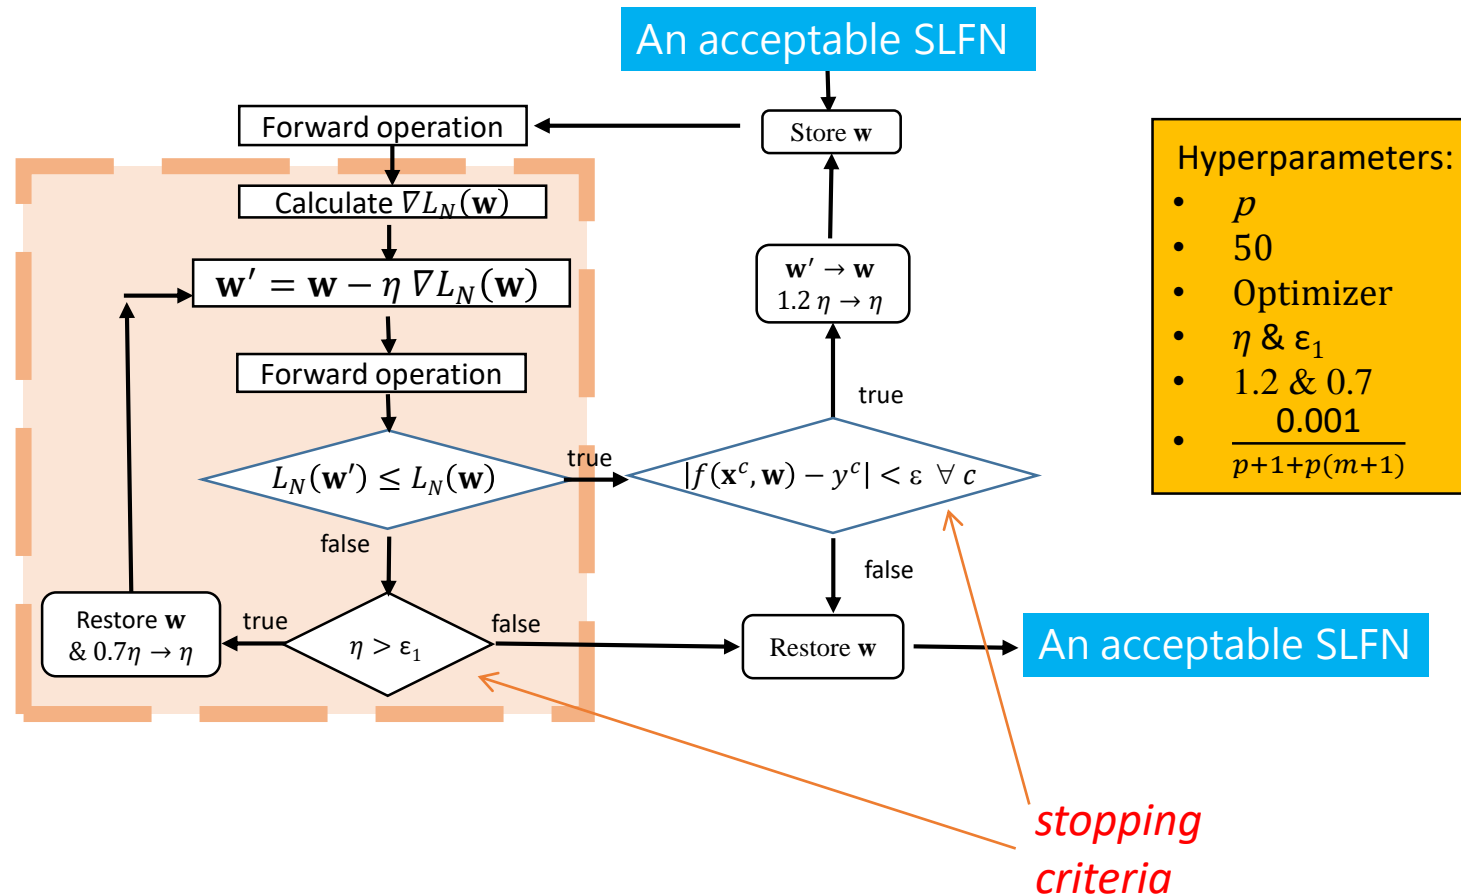 An acceptable SLFN
Forward operation
Store w
Calculate ∇L_N(w)
w′ = w − η ∇L_N(w)
w′ → w
1.2 η → η
Forward operation
true
L_N(w′) ≤ L_N(w)
true
|f(x^c, w) − y^c| < ε ∀ c
false
false
Restore w
& 0.7η → η
true
η > ε_1
false
Restore w
An acceptable SLFN
Hyperparameters:
• p
• 50
• Optimizer
• η & ε_1
• 1.2 & 0.7
• 0.001
p+1+p(m+1)
stopping
criteria